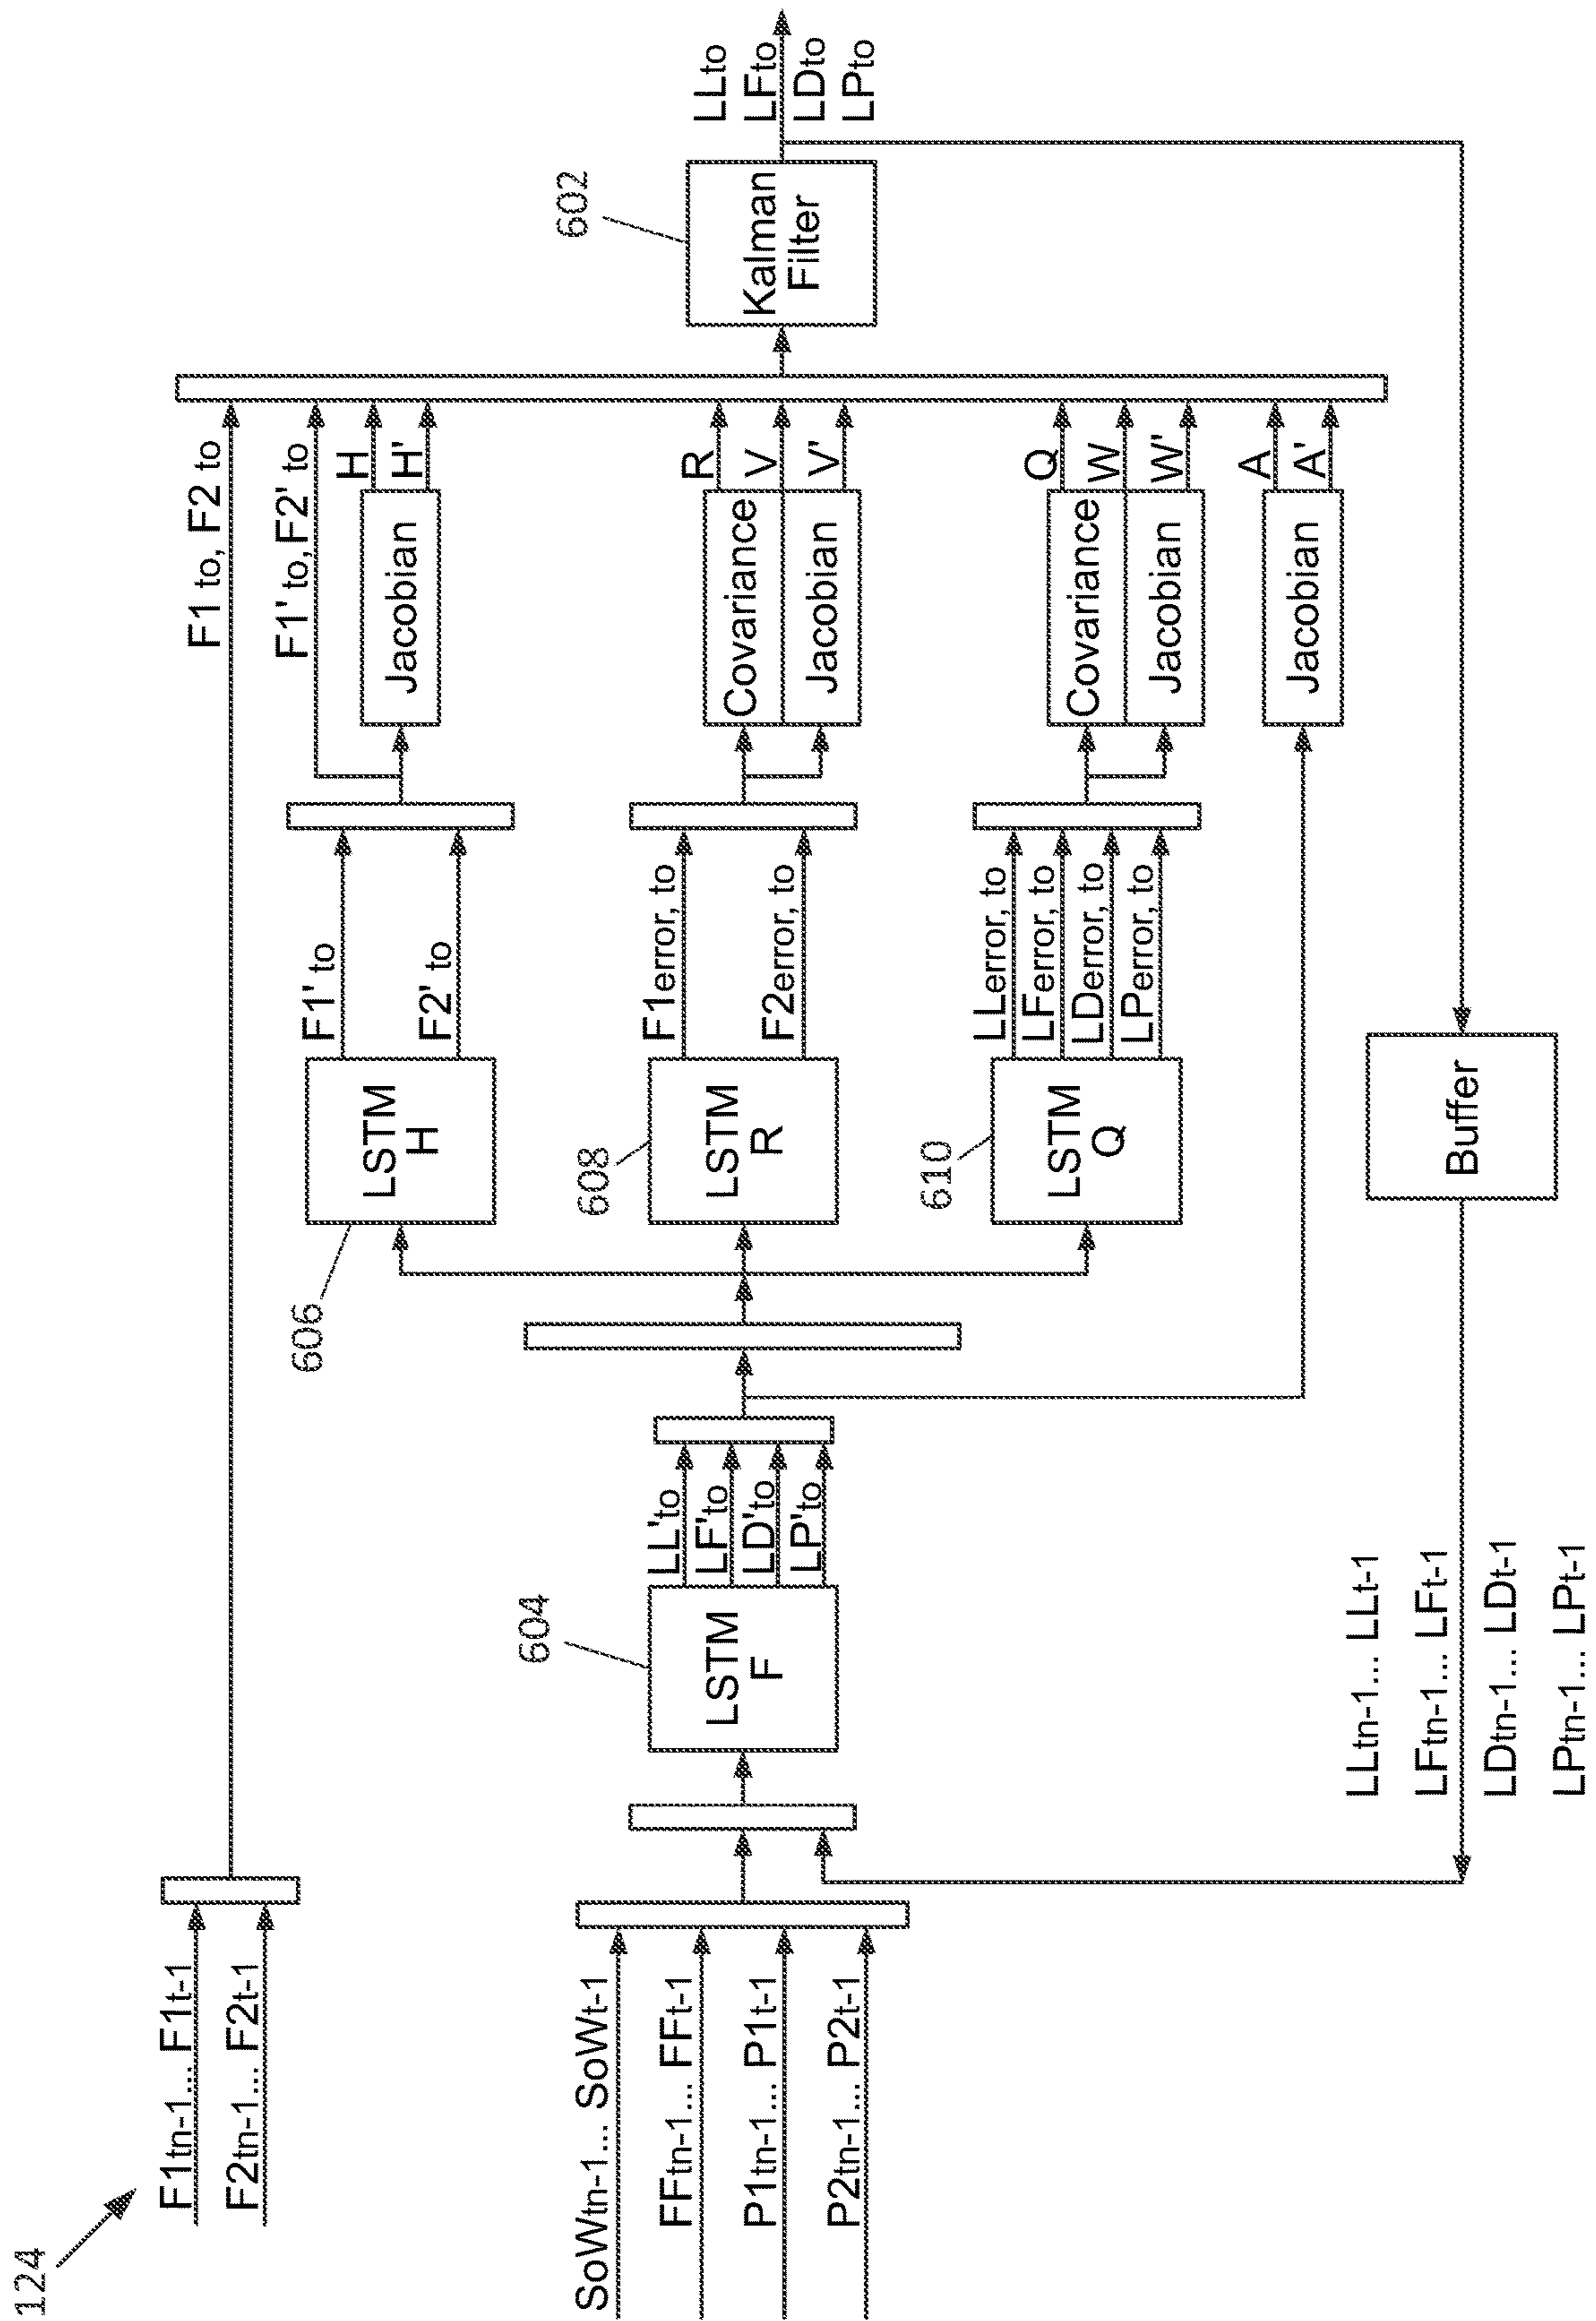 124
F1tn-1... F1t-1
F2tn-1... F2t-1
F1 to, F2 to
SoWtn-1... SoWt-1
FFtn-1... FFt-1
P1tn-1... P1t-1
P2tn-1... P2t-1
604
LSTM
F
LL'to
LF'to
LD'to
LP'to
606
LSTM
H
F1' to
F2' to
F1' to, F2' to
Jacobian
H
H'
608
LSTM
R
F1error, to
F2error, to
Covariance
Jacobian
R
V
V'
610
LSTM
Q
LLerror, to
LFerror, to
LDerror, to
LPerror, to
Covariance
Jacobian
Q
W
W'
Jacobian
A
A'
602
Kalman
Filter
LLto
LFto
LDto
LPto
Buffer
LLtn-1... LLt-1
LFtn-1... LFt-1
LDtn-1... LDt-1
LPtn-1... LPt-1